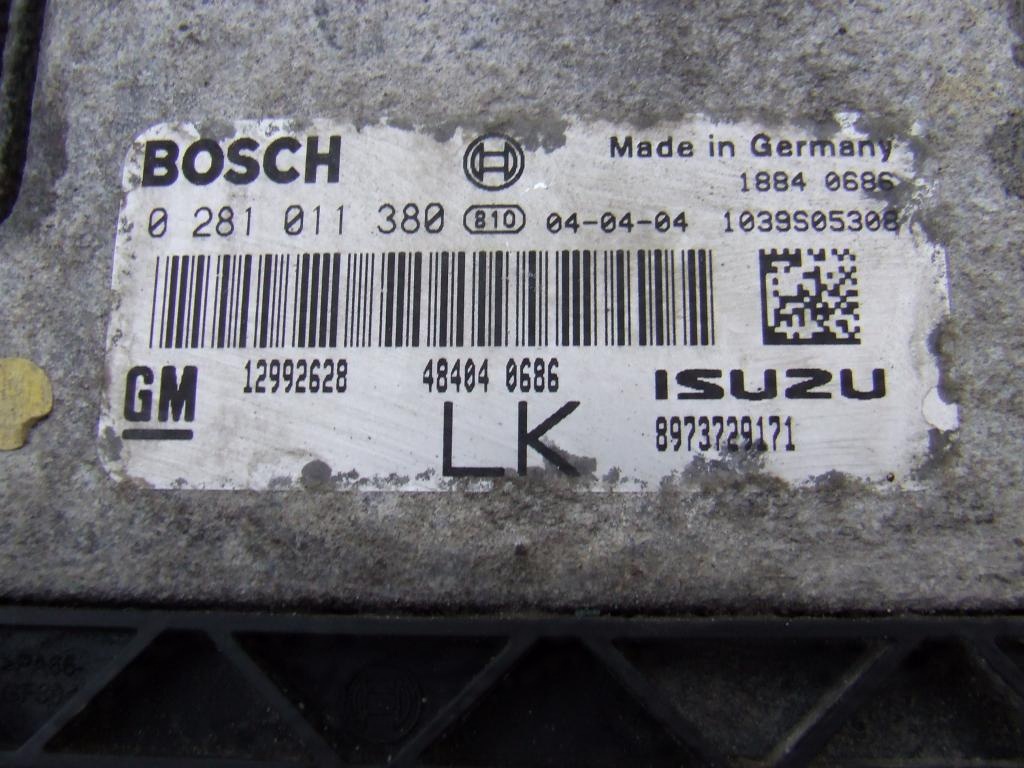 BOSCH Made in Germany
1884 0686
0 281 011 380 810 04-04-04 1039S05308
GM 12992628 48404 0686 ISUZU
LK 8973729171